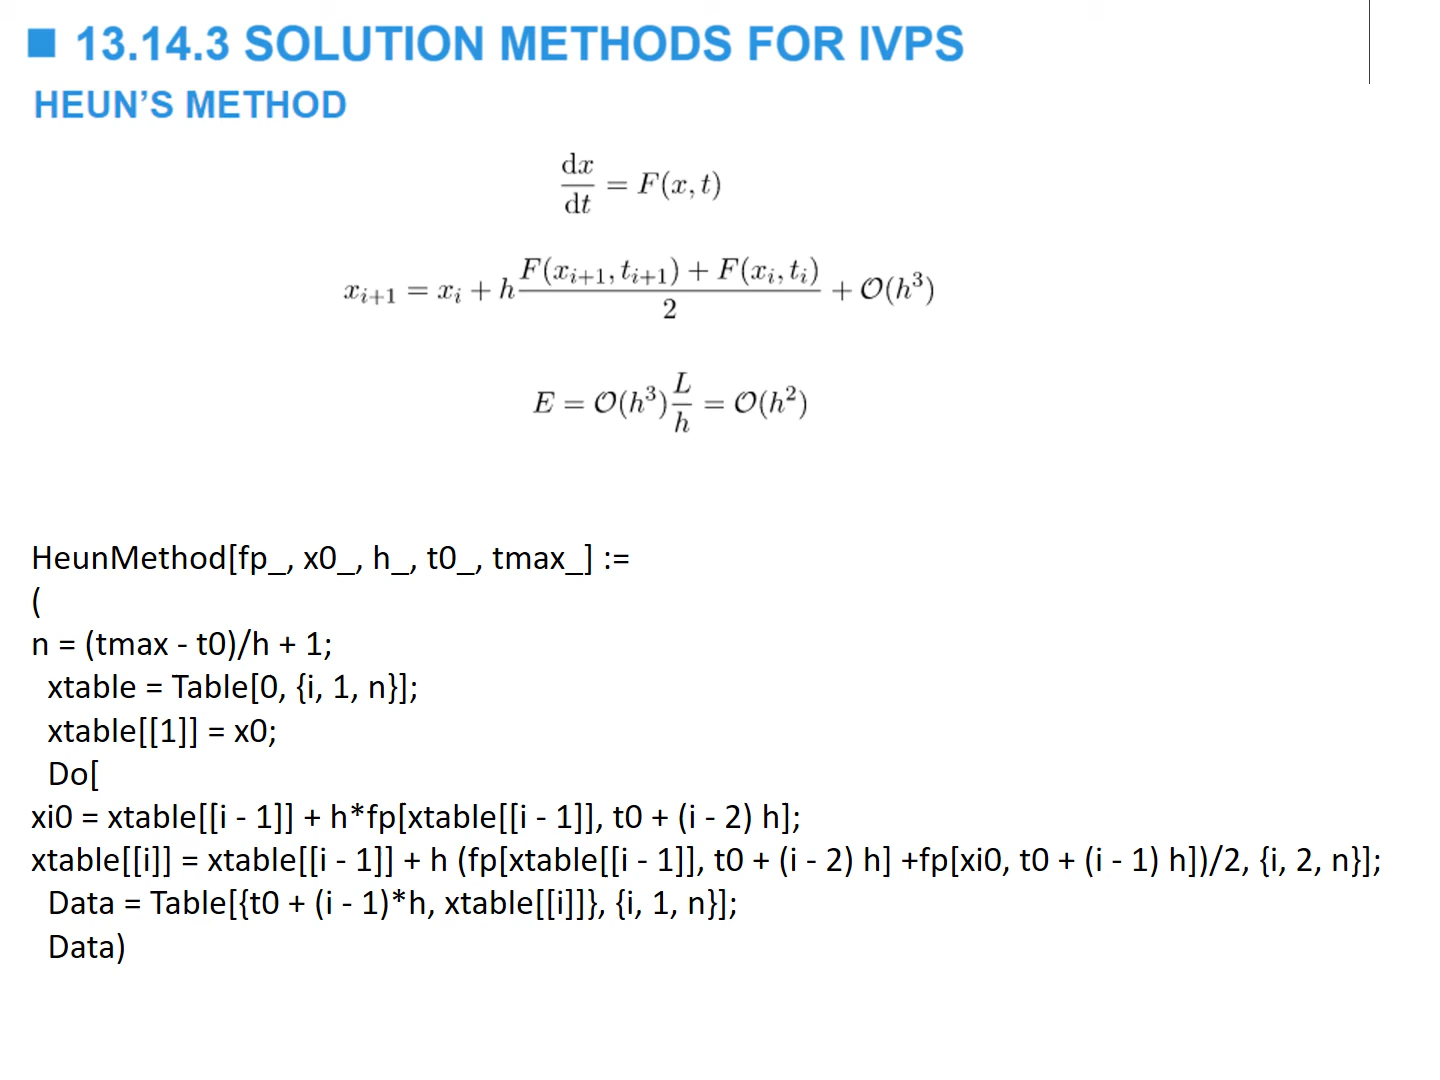 ■ 13.14.3 SOLUTION METHODS FOR IVPS
HEUN'S METHOD
dx/dt = F(x, t)
x_{i+1} = x_i + h (F(x_{i+1}, t_{i+1}) + F(x_i, t_i))/2 + O(h^3)
E = O(h^3) L/h = O(h^2)
HeunMethod[fp_, x0_, h_, t0_, tmax_] :=
(
n = (tmax - t0)/h + 1;
xtable = Table[0, {i, 1, n}];
xtable[[1]] = x0;
Do[
xi0 = xtable[[i - 1]] + h*fp[xtable[[i - 1]], t0 + (i - 2) h];
xtable[[i]] = xtable[[i - 1]] + h (fp[xtable[[i - 1]], t0 + (i - 2) h] +fp[xi0, t0 + (i - 1) h])/2, {i, 2, n}];
Data = Table[{t0 + (i - 1)*h, xtable[[i]]}, {i, 1, n}];
Data)